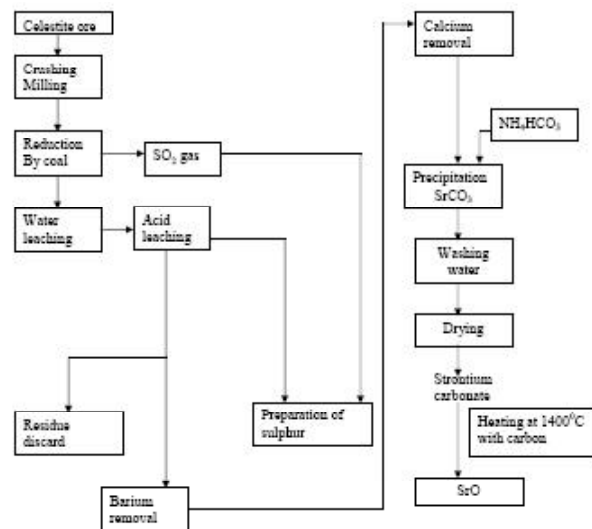 Celestite ore
Crushing
Milling
Reduction
By coal
SO₂ gas
Water
leaching
Acid
leaching
Residue
discard
Preparation of
sulphur
Barium
removal
Calcium
removal
NH₄HCO₃
Precipitation
SrCO₃
Washing
water
Drying
Strontium
carbonate
Heating at 1400⁰C
with carbon
SrO